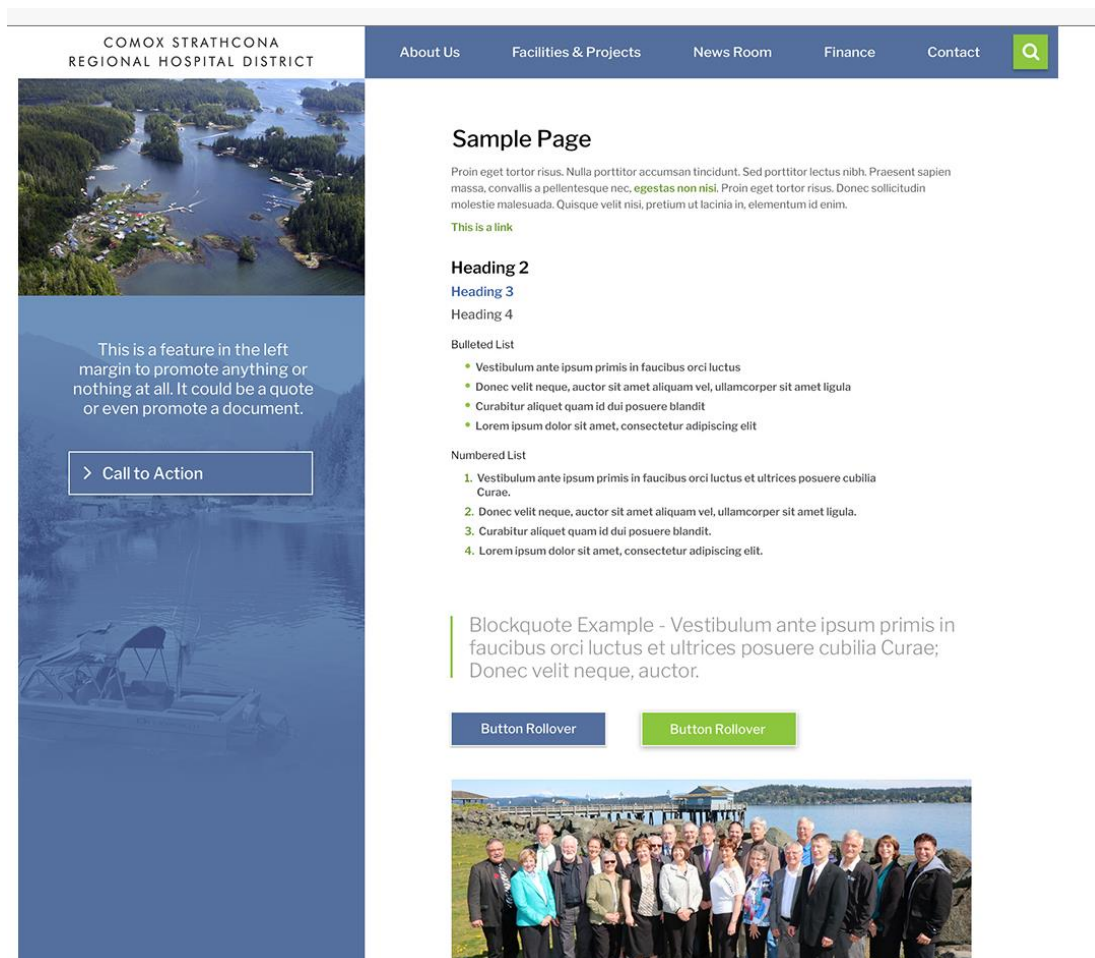 COMOX STRATHCONA
REGIONAL HOSPITAL DISTRICT
About Us
Facilities & Projects
News Room
Finance
Contact
This is a feature in the left
margin to promote anything or
nothing at all. It could be a quote
or even promote a document.
Call to Action
Sample Page
Proin eget tortor risus. Nulla porttitor accumsan tincidunt. Sed porttitor lectus nibh. Praesent sapien
massa, convallis a pellentesque nec, egestas non nisi. Proin eget tortor risus. Donec sollicitudin
molestie malesuada. Quisque velit nisi, pretium ut lacinia in, elementum id enim.
This is a link
Heading 2
Heading 3
Heading 4
Bulleted List
• Vestibulum ante ipsum primis in faucibus orci luctus
• Donec velit neque, auctor sit amet aliquam vel, ullamcorper sit amet ligula
• Curabitur aliquet quam id dui posuere blandit
• Lorem ipsum dolor sit amet, consectetur adipiscing elit
Numbered List
1. Vestibulum ante ipsum primis in faucibus orci luctus et ultrices posuere cubilia
Curae.
2. Donec velit neque, auctor sit amet aliquam vel, ullamcorper sit amet ligula.
3. Curabitur aliquet quam id dui posuere blandit.
4. Lorem ipsum dolor sit amet, consectetur adipiscing elit.
Blockquote Example - Vestibulum ante ipsum primis in
faucibus orci luctus et ultrices posuere cubilia Curae;
Donec velit neque, auctor.
Button Rollover
Button Rollover